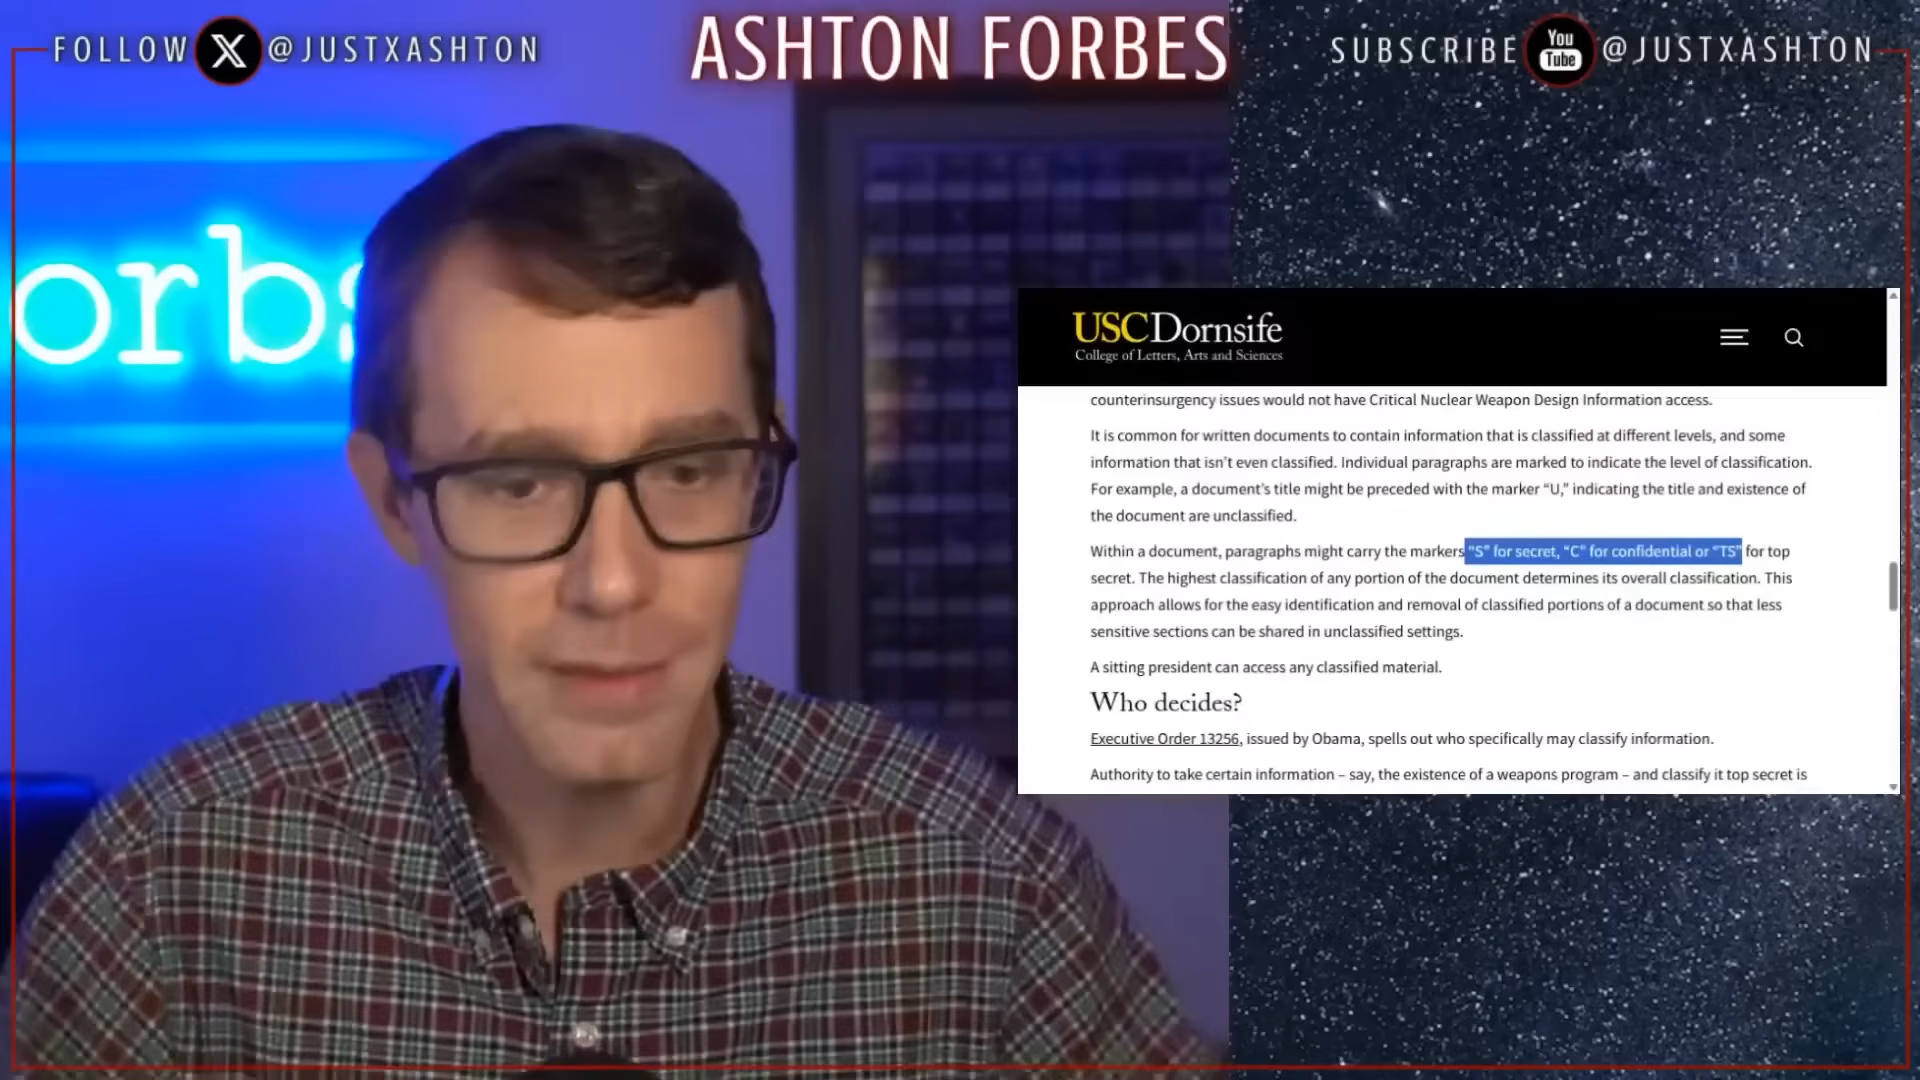 FOLLOW X @JUSTXASHTON
ASHTON FORBES
SUBSCRIBE You Tube @JUSTXASHTON
orbs
USC Dornsife
College of Letters, Arts and Sciences
counterinsurgency issues would not have Critical Nuclear Weapon Design Information access.
It is common for written documents to contain information that is classified at different levels, and some
information that isn’t even classified. Individual paragraphs are marked to indicate the level of classification.
For example, a document’s title might be preceded with the marker “U,” indicating the title and existence of
the document are unclassified.
Within a document, paragraphs might carry the markers “S” for secret, “C” for confidential or “TS” for top
secret. The highest classification of any portion of the document determines its overall classification. This
approach allows for the easy identification and removal of classified portions of a document so that less
sensitive sections can be shared in unclassified settings.
A sitting president can access any classified material.
Who decides?
Executive Order 13256, issued by Obama, spells out who specifically may classify information.
Authority to take certain information – say, the existence of a weapons program – and classify it top secret is